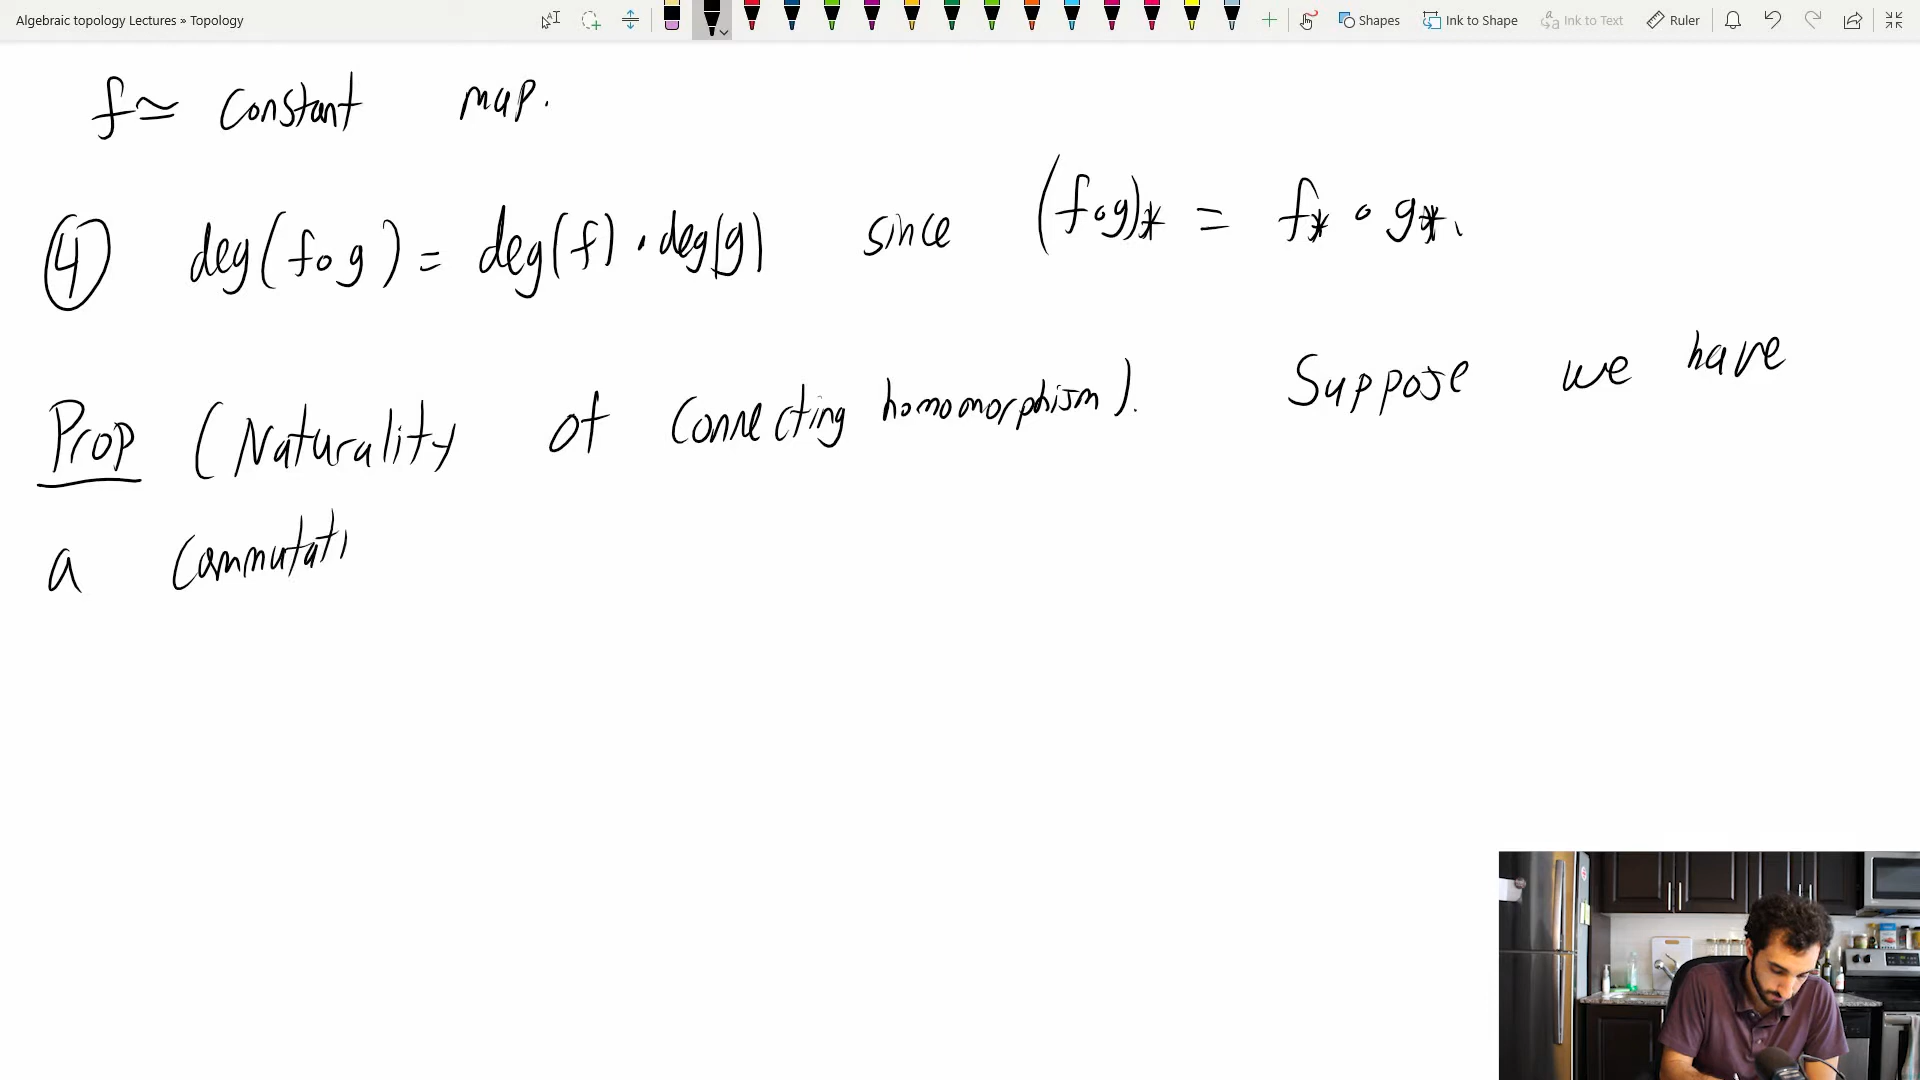 Algebraic topology Lectures » Topology
Shapes Ink to Shape Ink to Text Ruler
f ≃ constant map.
④ deg(f∘g) = deg(f)·deg(g) since (f∘g)* = f* ∘ g*.
Prop (Naturality of connecting homomorphism). Suppose we have
a commutati